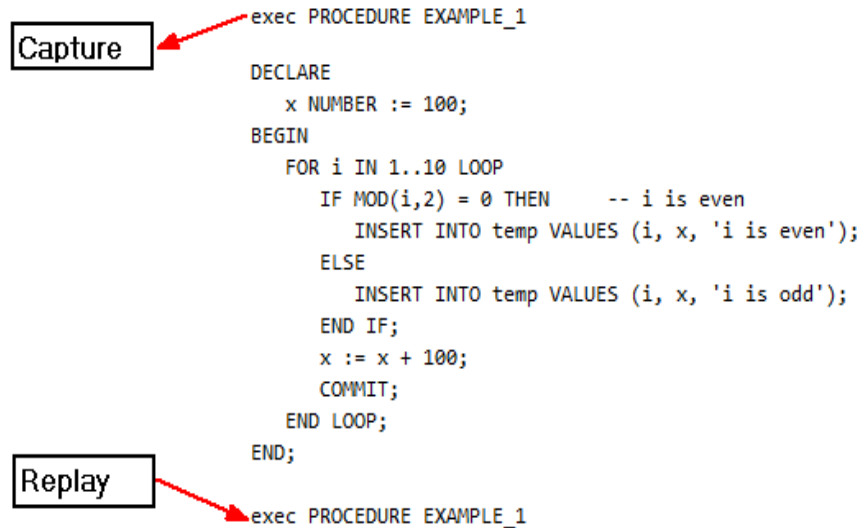 exec PROCEDURE EXAMPLE_1
Capture
DECLARE
x NUMBER := 100;
BEGIN
FOR i IN 1..10 LOOP
IF MOD(i,2) = 0 THEN -- i is even
INSERT INTO temp VALUES (i, x, 'i is even');
ELSE
INSERT INTO temp VALUES (i, x, 'i is odd');
END IF;
x := x + 100;
COMMIT;
END LOOP;
END;
Replay
exec PROCEDURE EXAMPLE_1